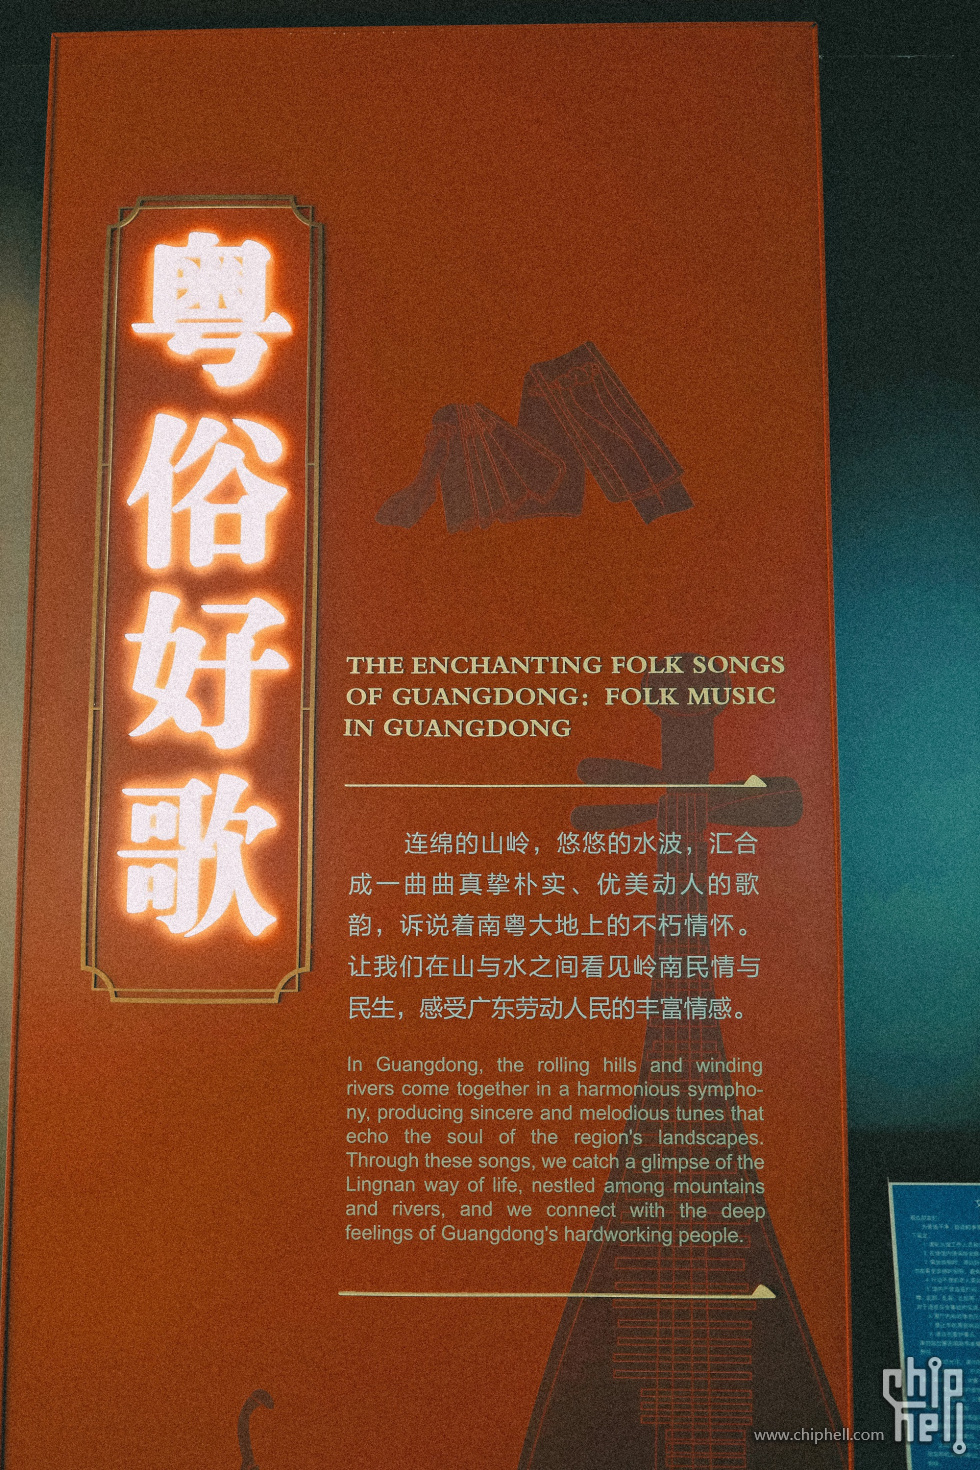 粤俗好歌
THE ENCHANTING FOLK SONGS
OF GUANGDONG: FOLK MUSIC
IN GUANGDONG
连绵的山岭，悠悠的水波，汇合
成一曲曲真挚朴实、优美动人的歌
韵，诉说着南粤大地上的不朽情怀。
让我们在山与水之间看见岭南民情与
民生，感受广东劳动人民的丰富情感。
In Guangdong, the rolling hills and winding
rivers come together in a harmonious sympho-
ny, producing sincere and melodious tunes that
echo the soul of the region's landscapes.
Through these songs, we catch a glimpse of the
Lingnan way of life, nestled among mountains
and rivers, and we connect with the deep
feelings of Guangdong's hardworking people.
www.chiphell.com
chip
hell